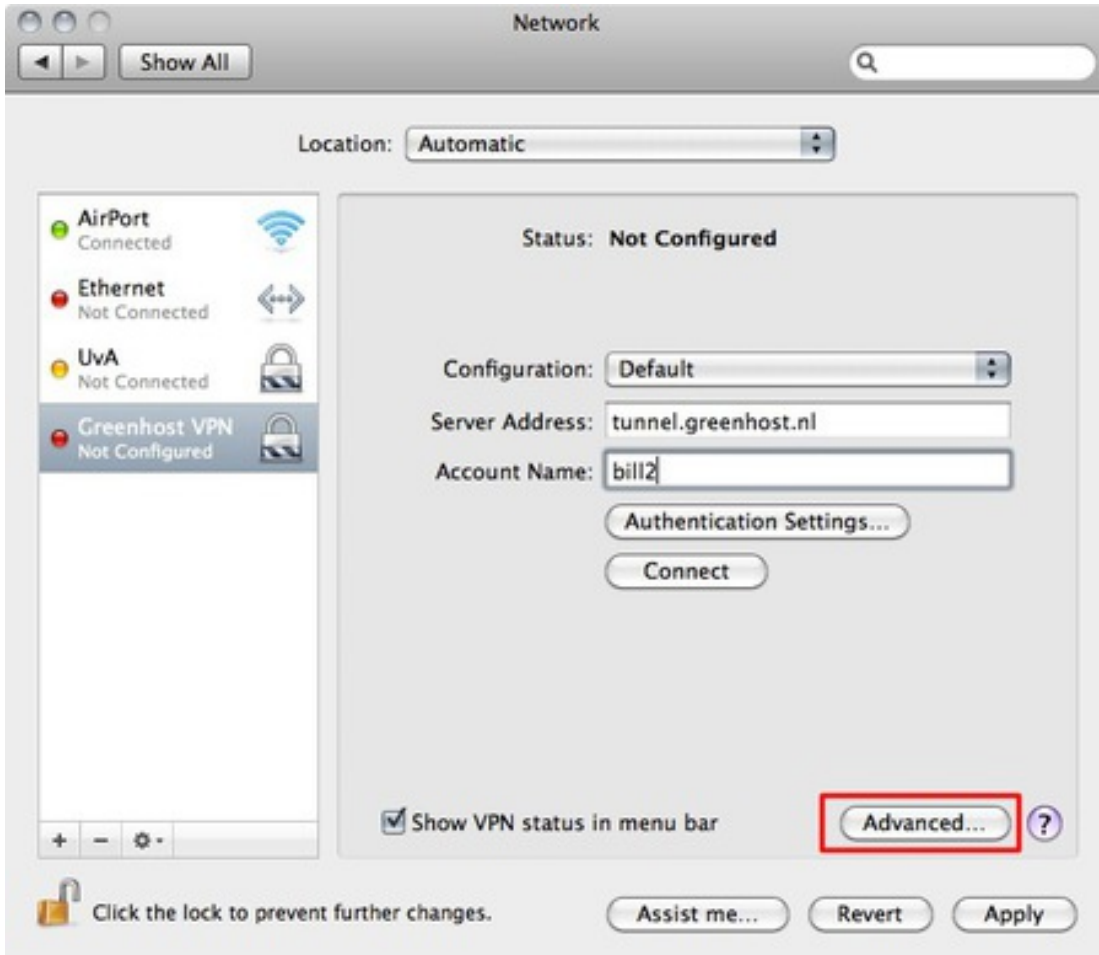 Network
Show All
Location: Automatic
AirPort
Connected
Ethernet
Not Connected
UvA
Not Connected
Greenhost VPN
Not Configured
Status: Not Configured
Configuration: Default
Server Address: tunnel.greenhost.nl
Account Name: bill2
Authentication Settings...
Connect
Show VPN status in menu bar
Advanced...
?
Click the lock to prevent further changes.
Assist me...
Revert
Apply